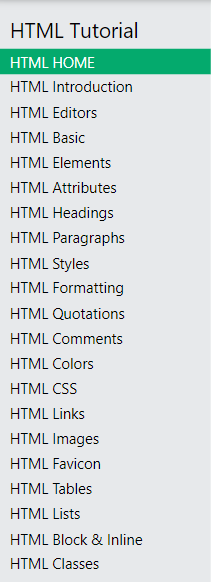 HTML Tutorial
HTML HOME
HTML Introduction
HTML Editors
HTML Basic
HTML Elements
HTML Attributes
HTML Headings
HTML Paragraphs
HTML Styles
HTML Formatting
HTML Quotations
HTML Comments
HTML Colors
HTML CSS
HTML Links
HTML Images
HTML Favicon
HTML Tables
HTML Lists
HTML Block & Inline
HTML Classes